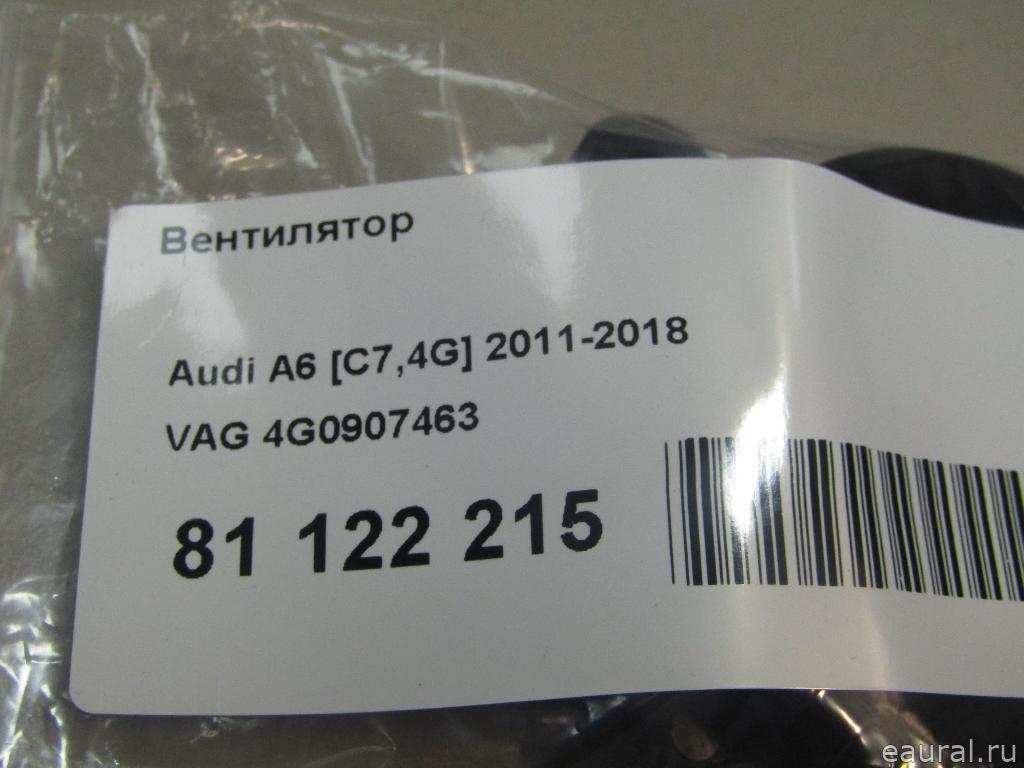 Вентилятор
Audi A6 [C7,4G] 2011-2018
VAG 4G0907463
81 122 215
eaural.ru